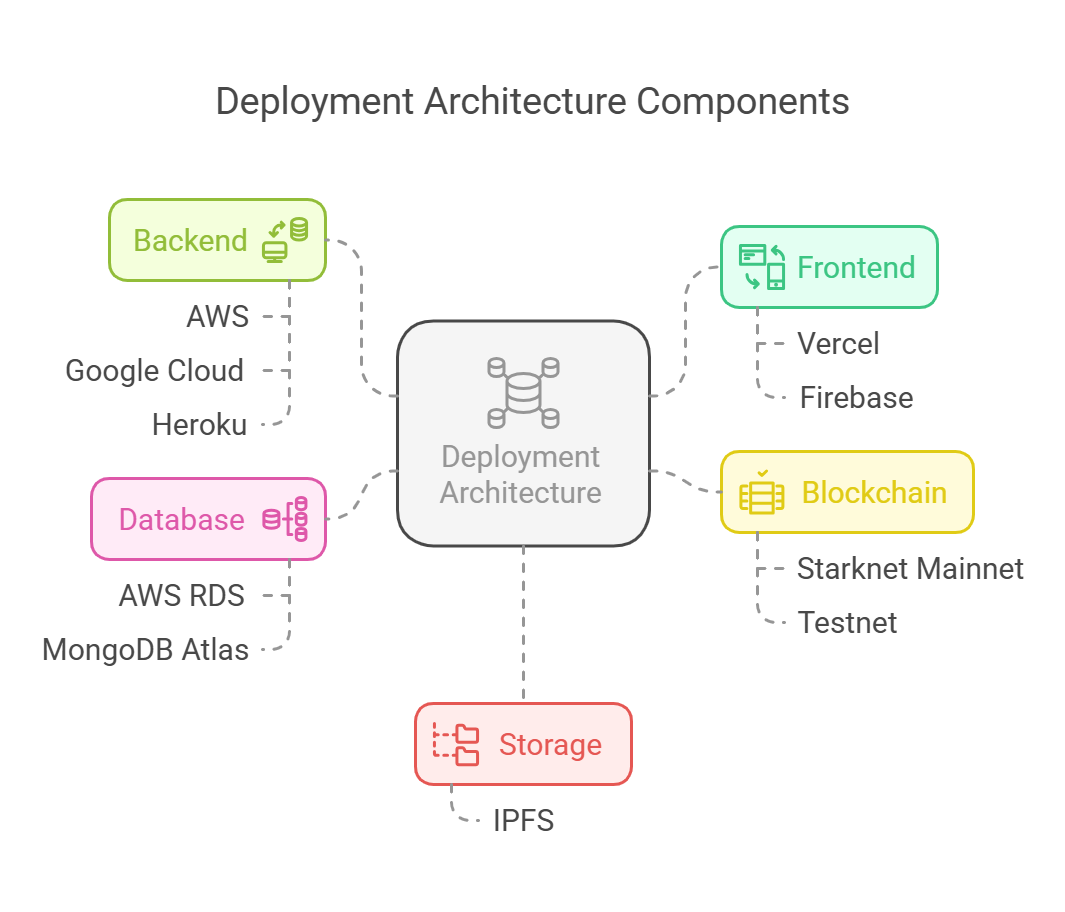 Deployment Architecture Components
Backend
AWS
Google Cloud
Heroku
Database
AWS RDS
MongoDB Atlas
Deployment
Architecture
Frontend
Vercel
Firebase
Blockchain
Starknet Mainnet
Testnet
Storage
IPFS